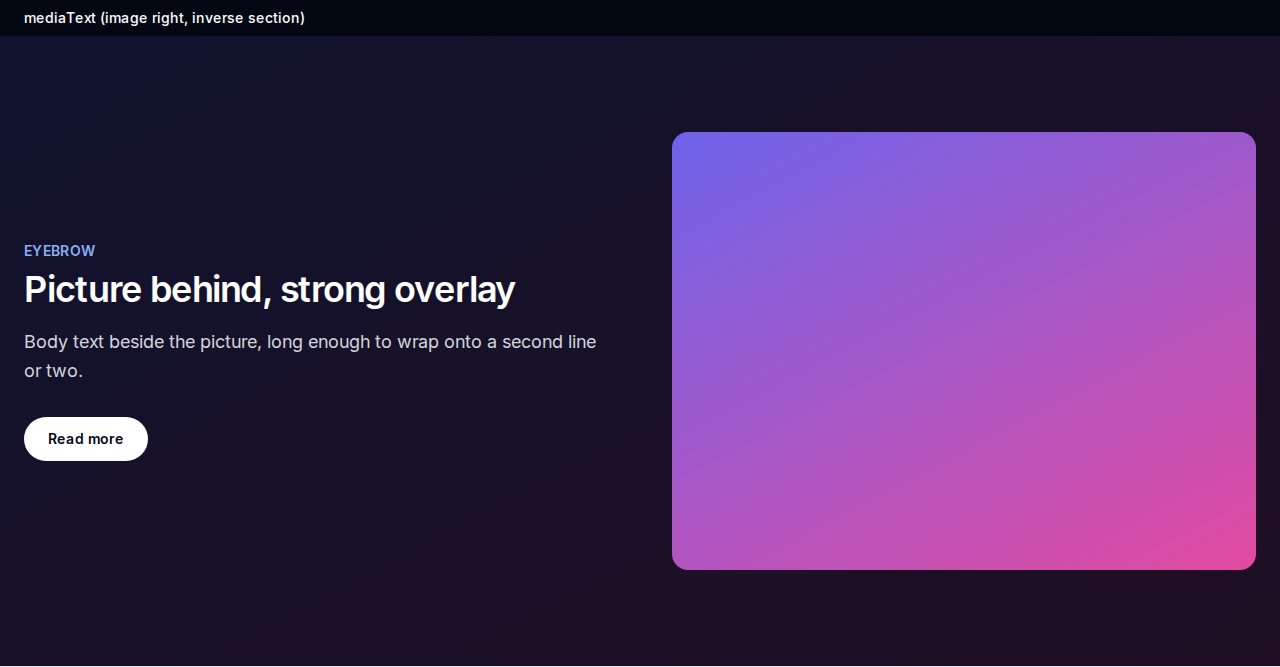 mediaText (image right, inverse section)
EYEBROW
Picture behind, strong overlay
Body text beside the picture, long enough to wrap onto a second line
or two.
Read more